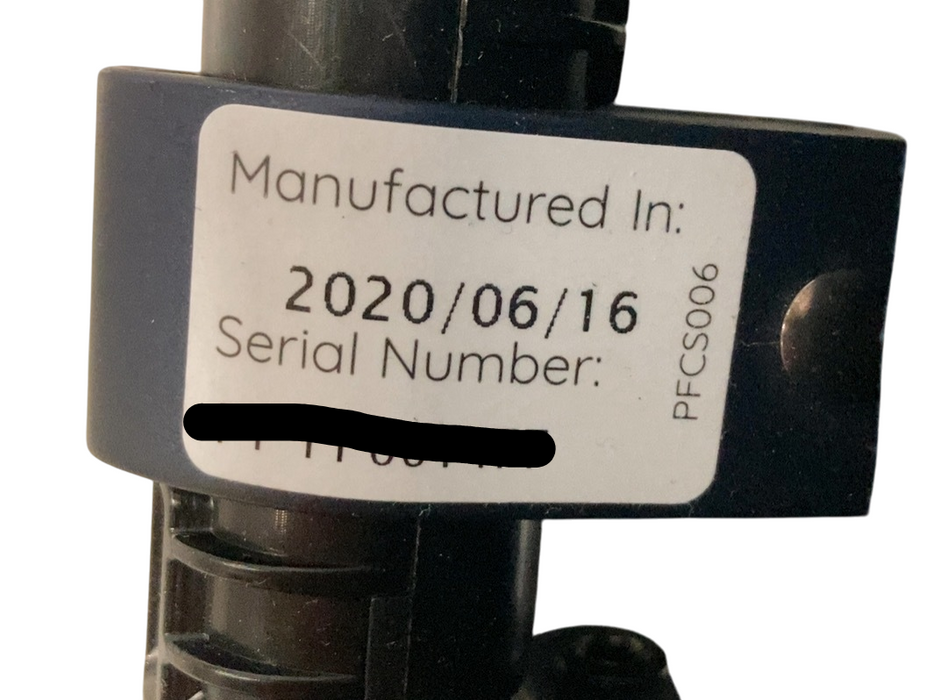 Manufactured In:
2020/06/16
Serial Number:
PFCS006